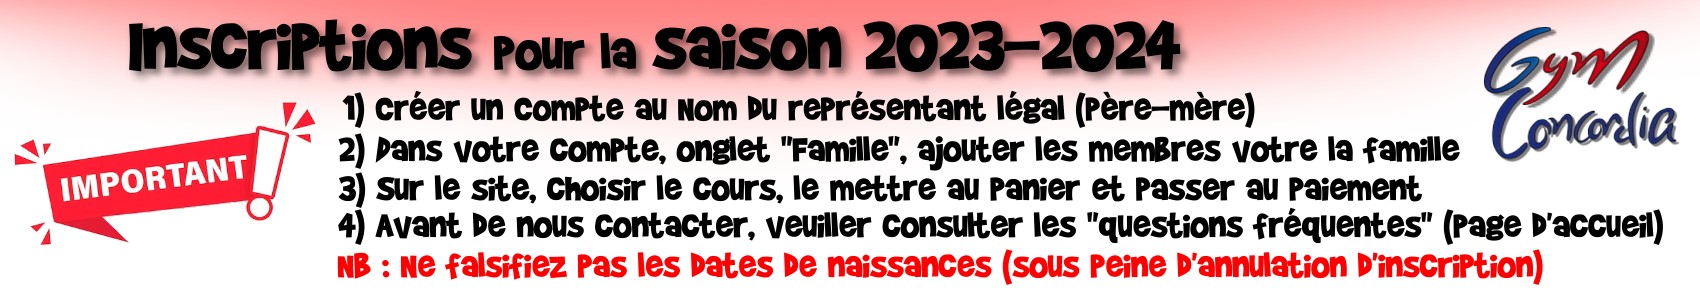 Inscriptions pour la saison 2023-2024
Gym
Concordia
IMPORTANT!
1) Créer un compte au nom du représentant légal (père-mère)
2) Dans votre compte, onglet "Famille", ajouter les membres votre la famille
3) Sur le site, choisir le cours, le mettre au panier et passer au paiement
4) Avant de nous contacter, veuiller consulter les "questions fréquentes" (page d'accueil)
NB : Ne falsifiez pas les dates de naissances (sous peine d'annulation d'inscription)